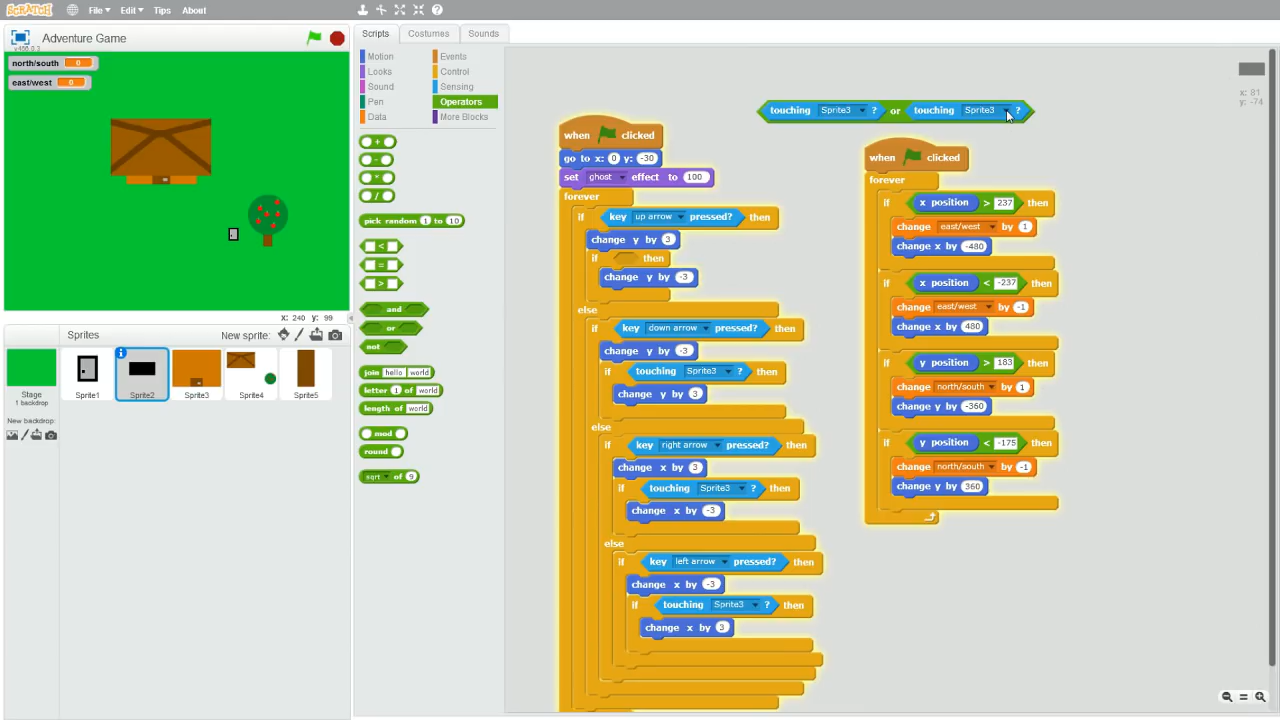 SCRATCH File Edit Tips About
Adventure Game
v456.0.3
north/south 0
east/west 0
x: 240 y: 99
Sprites New sprite:
Stage
1 backdrop
New backdrop:
Sprite1 Sprite2 Sprite3 Sprite4 Sprite5
Scripts Costumes Sounds
Motion Events
Looks Control
Sound Sensing
Pen Operators
Data More Blocks
+
-
*
/
pick random 1 to 10
<
=
>
and
or
not
join hello world
letter 1 of world
length of world
mod
round
sqrt of 9
when clicked
go to x: 0 y: -30
set ghost effect to 100
forever
if key up arrow pressed? then
change y by 3
if then
change y by -3
else
if key down arrow pressed? then
change y by -3
if touching Sprite3 ? then
change y by 3
else
if key right arrow pressed? then
change x by 3
if touching Sprite3 ? then
change x by -3
else
if key left arrow pressed? then
change x by -3
if touching Sprite3 ? then
change x by 3
touching Sprite3 ? or touching Sprite3 ?
when clicked
forever
if x position > 237 then
change east/west by 1
change x by -480
if x position < -237 then
change east/west by -1
change x by 480
if y position > 183 then
change north/south by 1
change y by -360
if y position < -175 then
change north/south by -1
change y by 360
x: 81
y: -74